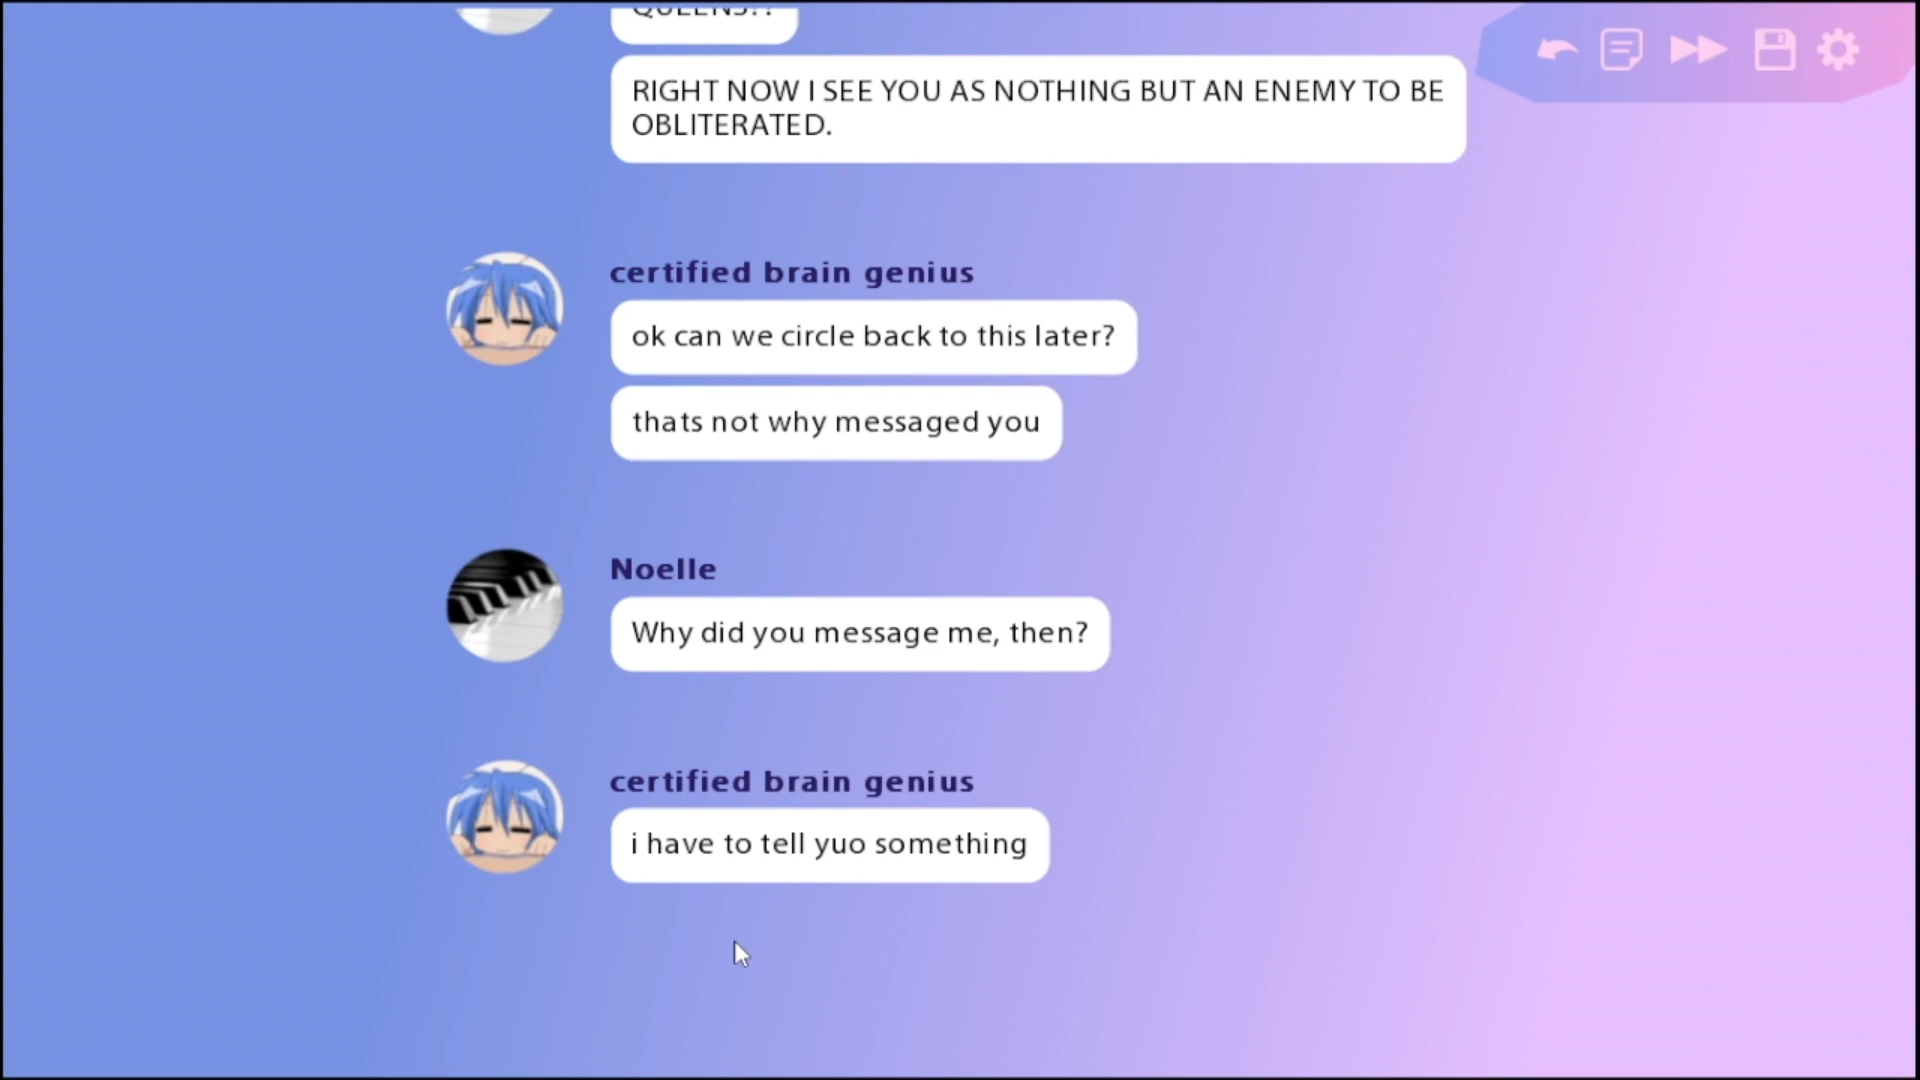 QUEENS??
RIGHT NOW I SEE YOU AS NOTHING BUT AN ENEMY TO BE
OBLITERATED.
certified brain genius
ok can we circle back to this later?
thats not why messaged you
Noelle
Why did you message me, then?
certified brain genius
i have to tell yuo something